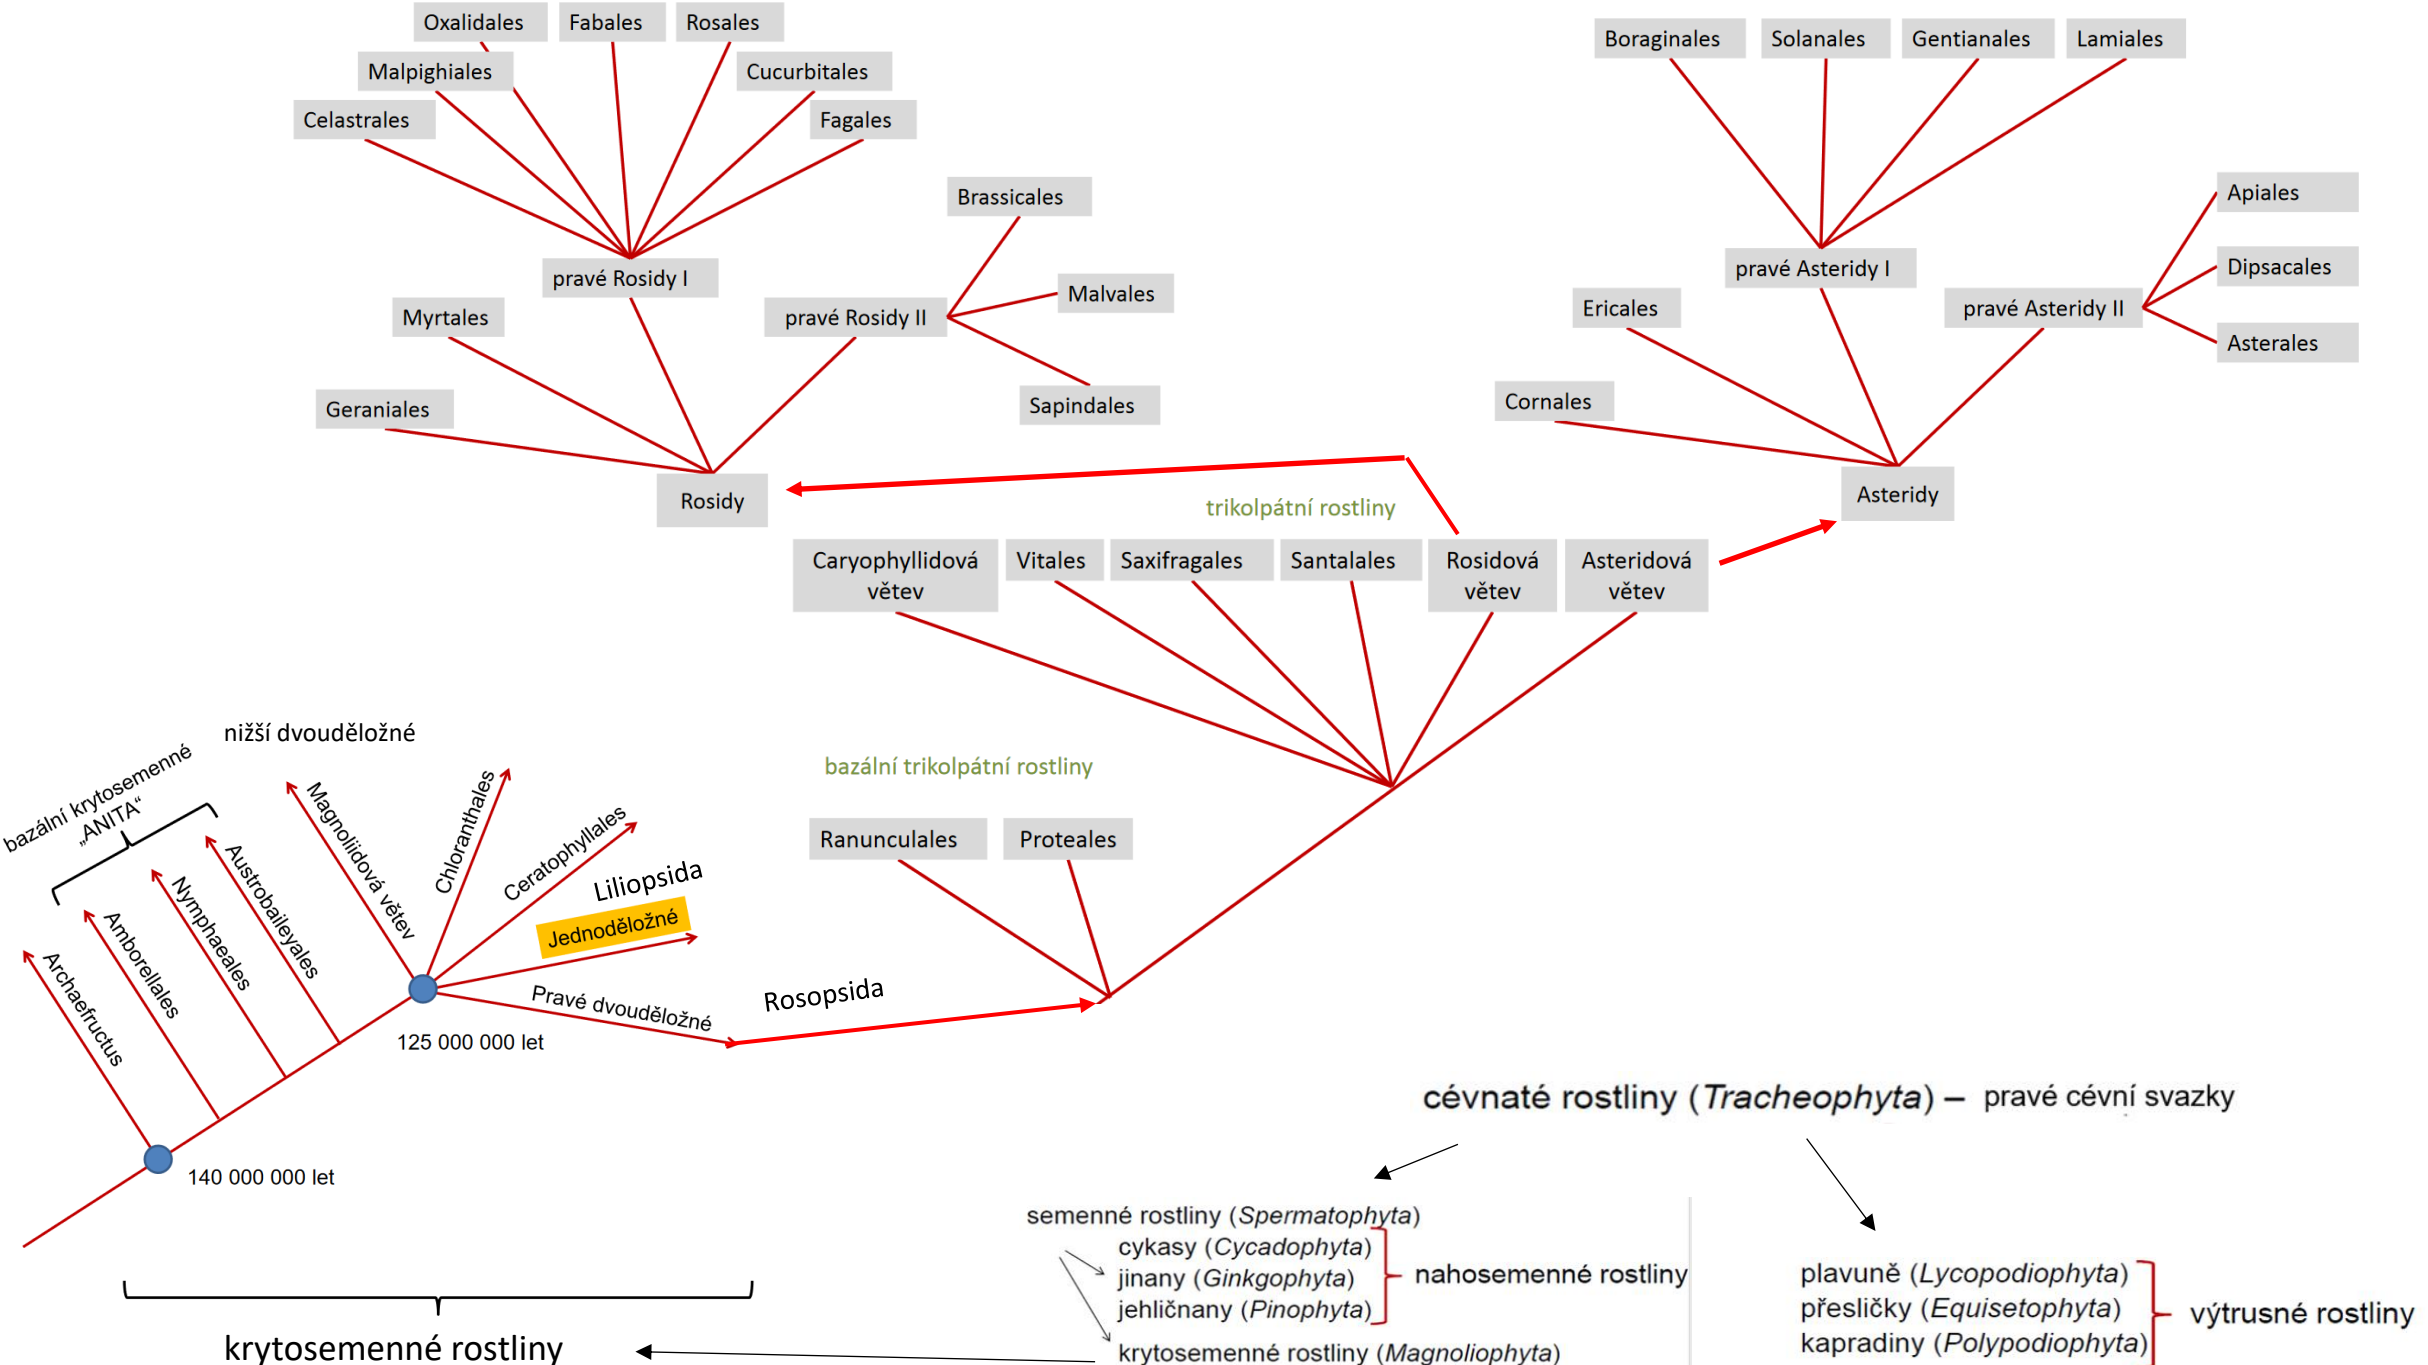 Oxalidales
Fabales
Rosales
Malpighiales
Cucurbitales
Celastrales
Fagales
Brassicales
pravé Rosidy I
Malvales
Myrtales
pravé Rosidy II
Geraniales
Sapindales
Rosidy
Boraginales
Solanales
Gentianales
Lamiales
Apiales
pravé Asteridy I
Dipsacales
Ericales
pravé Asteridy II
Asterales
Cornales
Asteridy
trikolpátní rostliny
Caryophyllidová
větev
Vitales
Saxifragales
Santalales
Rosidová
větev
Asteridová
větev
bazální trikolpátní rostliny
Ranunculales
Proteales
nižší dvouděložné
bazální krytosemenné
„ANITA“
Archaefructus
Amborellales
Nymphaeales
Austrobaileyales
Magnoliidová větev
Chloranthales
Ceratophyllales
Liliopsida
Jednoděložné
Pravé dvouděložné
Rosopsida
125 000 000 let
140 000 000 let
krytosemenné rostliny
cévnaté rostliny (Tracheophyta) – pravé cévní svazky
semenné rostliny (Spermatophyta)
cykasy (Cycadophyta)
jinany (Ginkgophyta)
jehličnany (Pinophyta)
nahosemenné rostliny
krytosemenné rostliny (Magnoliophyta)
plavuně (Lycopodiophyta)
přesličky (Equisetophyta)
kapradiny (Polypodiophyta)
výtrusné rostliny